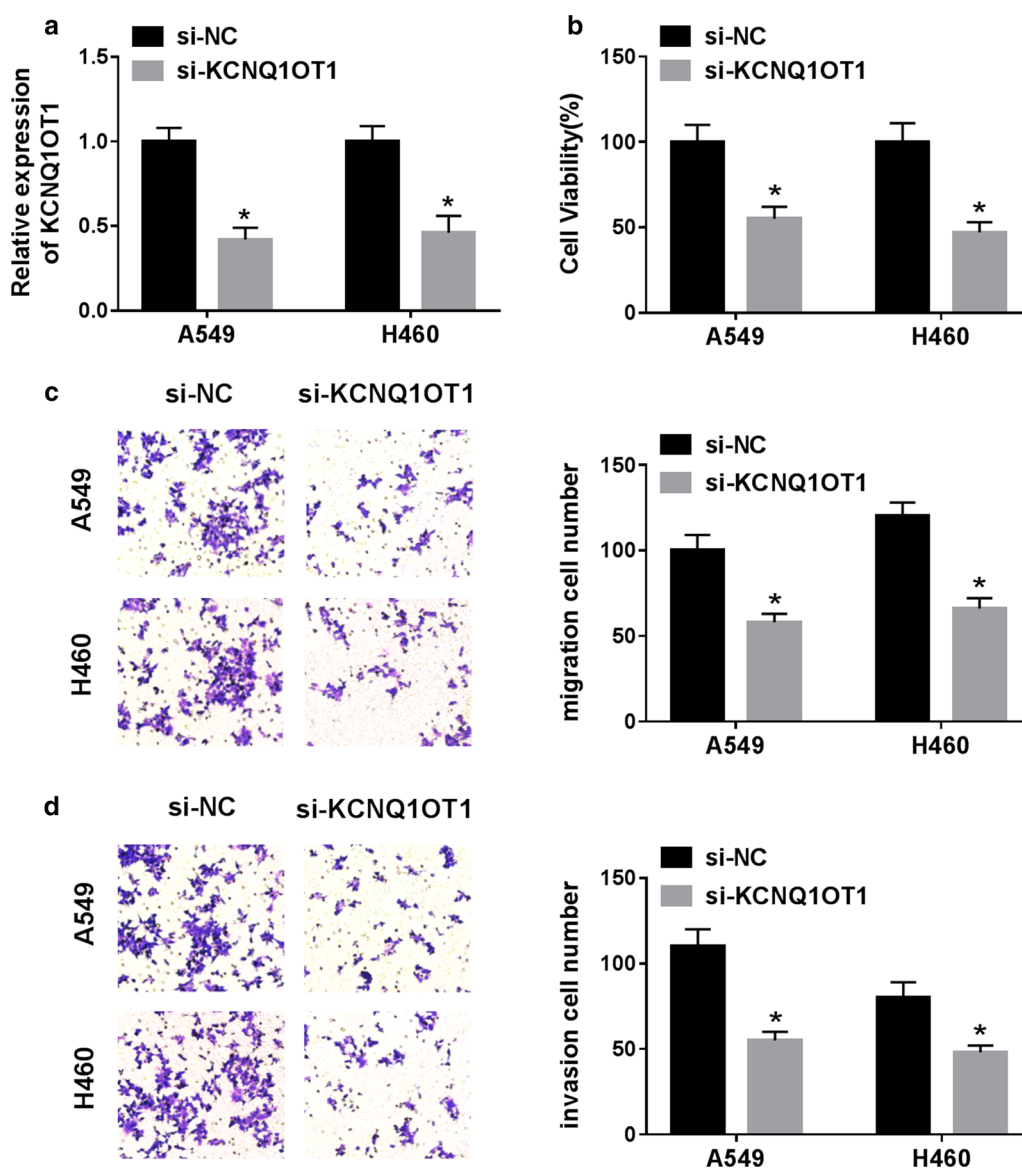 a
si-NC
si-KCNQ1OT1
Relative expression
of KCNQ1OT1
1.5
1.0
0.5
0.0
*
*
A549
H460
b
si-NC
si-KCNQ1OT1
Cell Viability(%)
150
100
50
0
*
*
A549
H460
c
si-NC
si-KCNQ1OT1
A549
H460
si-NC
si-KCNQ1OT1
migration cell number
150
100
50
0
*
*
A549
H460
d
si-NC
si-KCNQ1OT1
A549
H460
si-NC
si-KCNQ1OT1
invasion cell number
150
100
50
0
*
*
A549
H460